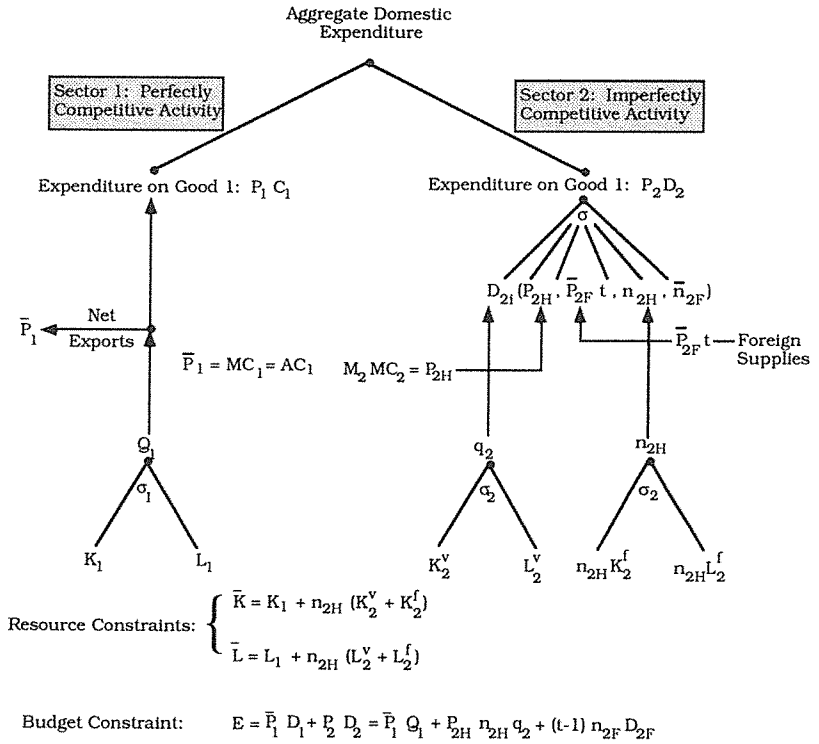 Aggregate Domestic
Expenditure
Sector 1: Perfectly
Competitive Activity
Sector 2: Imperfectly
Competitive Activity
Expenditure on Good 1: P₁ C₁
Expenditure on Good 1: P₂D₂
σ
D₂ᵢ (P₂H, P̄₂F t, n₂H, n̄₂F)
P̄₁
Net
Exports
P̄₁ = MC₁ = AC₁
M₂ MC₂ = P₂H
P̄₂F t
Foreign
Supplies
Q₁
q₂
n₂H
σ₁
σ₂
σ₂
K₁
L₁
K₂ᵛ
L₂ᵛ
n₂H K₂ᶠ
n₂H L₂ᶠ
Resource Constraints:
K̄ = K₁ + n₂H (K₂ᵛ + K₂ᶠ)
L̄ = L₁ + n₂H (L₂ᵛ + L₂ᶠ)
Budget Constraint: E = P̄₁ D₁ + P₂ D₂ = P̄₁ Q₁ + P₂H n₂H q₂ + (t-1) n₂F D₂F